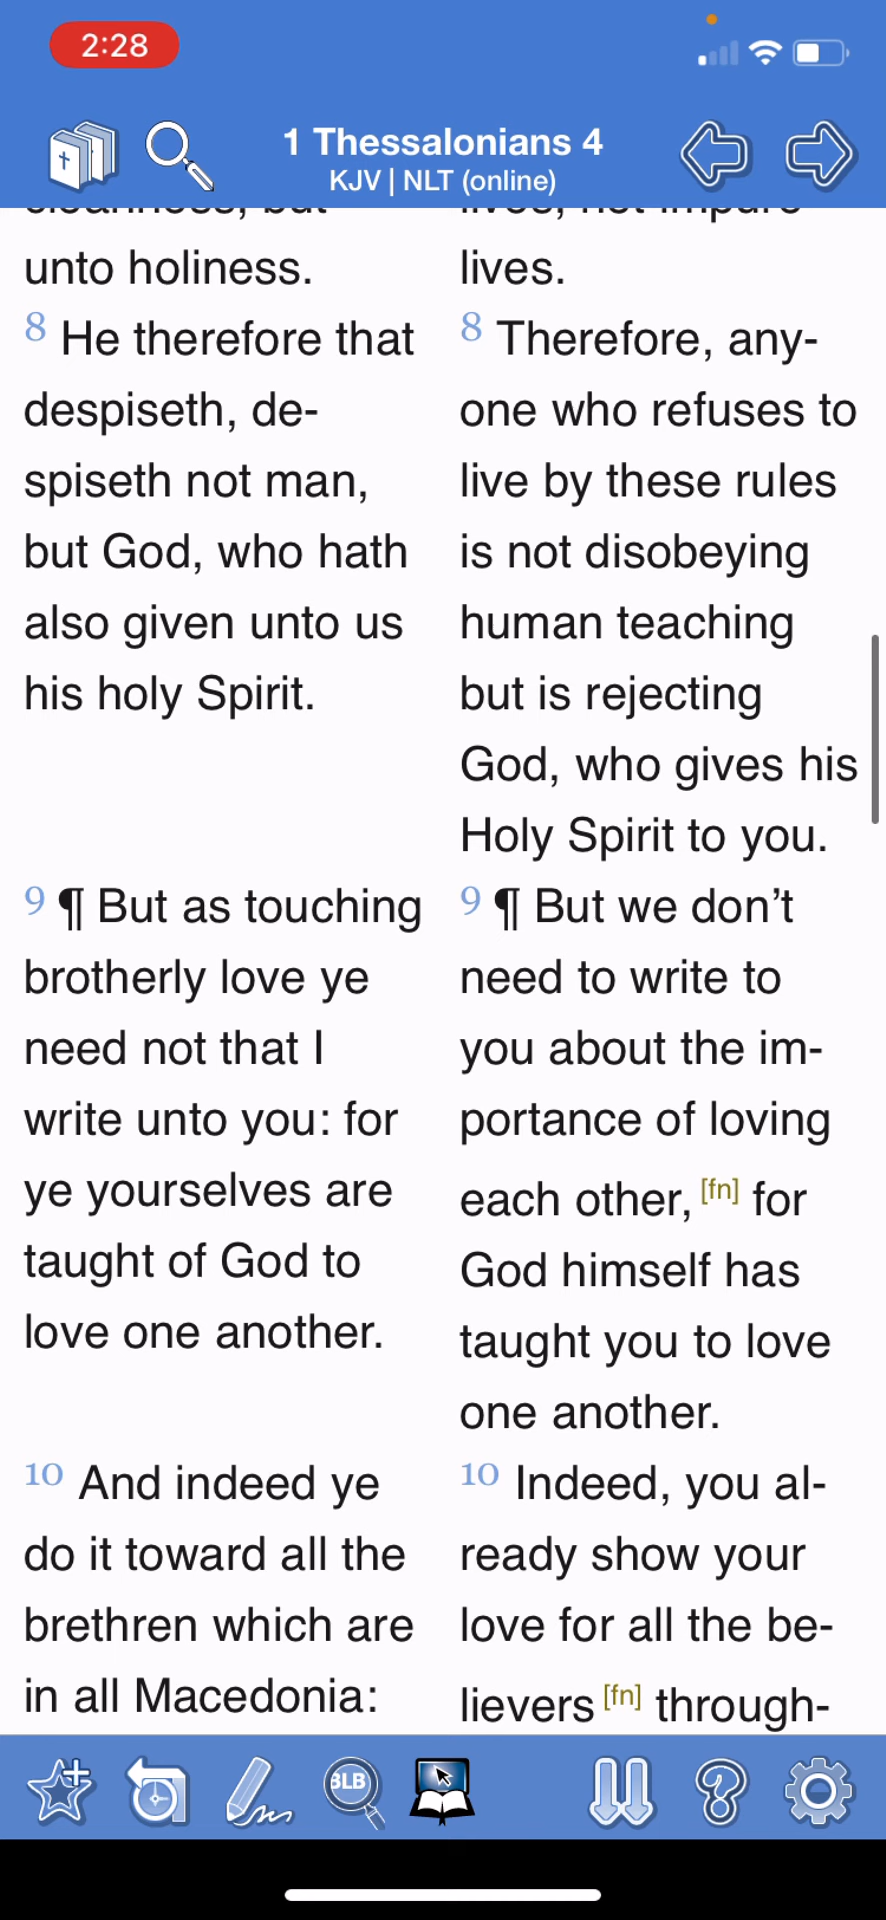 2:28
1 Thessalonians 4
KJV | NLT (online)
unto holiness.
8 He therefore that
despiseth, de-
spiseth not man,
but God, who hath
also given unto us
his holy Spirit.
9 ¶ But as touching
brotherly love ye
need not that I
write unto you: for
ye yourselves are
taught of God to
love one another.
10 And indeed ye
do it toward all the
brethren which are
in all Macedonia:
lives.
8 Therefore, any-
one who refuses to
live by these rules
is not disobeying
human teaching
but is rejecting
God, who gives his
Holy Spirit to you.
9 ¶ But we don’t
need to write to
you about the im-
portance of loving
each other, [fn] for
God himself has
taught you to love
one another.
10 Indeed, you al-
ready show your
love for all the be-
lievers [fn] through-
BLB